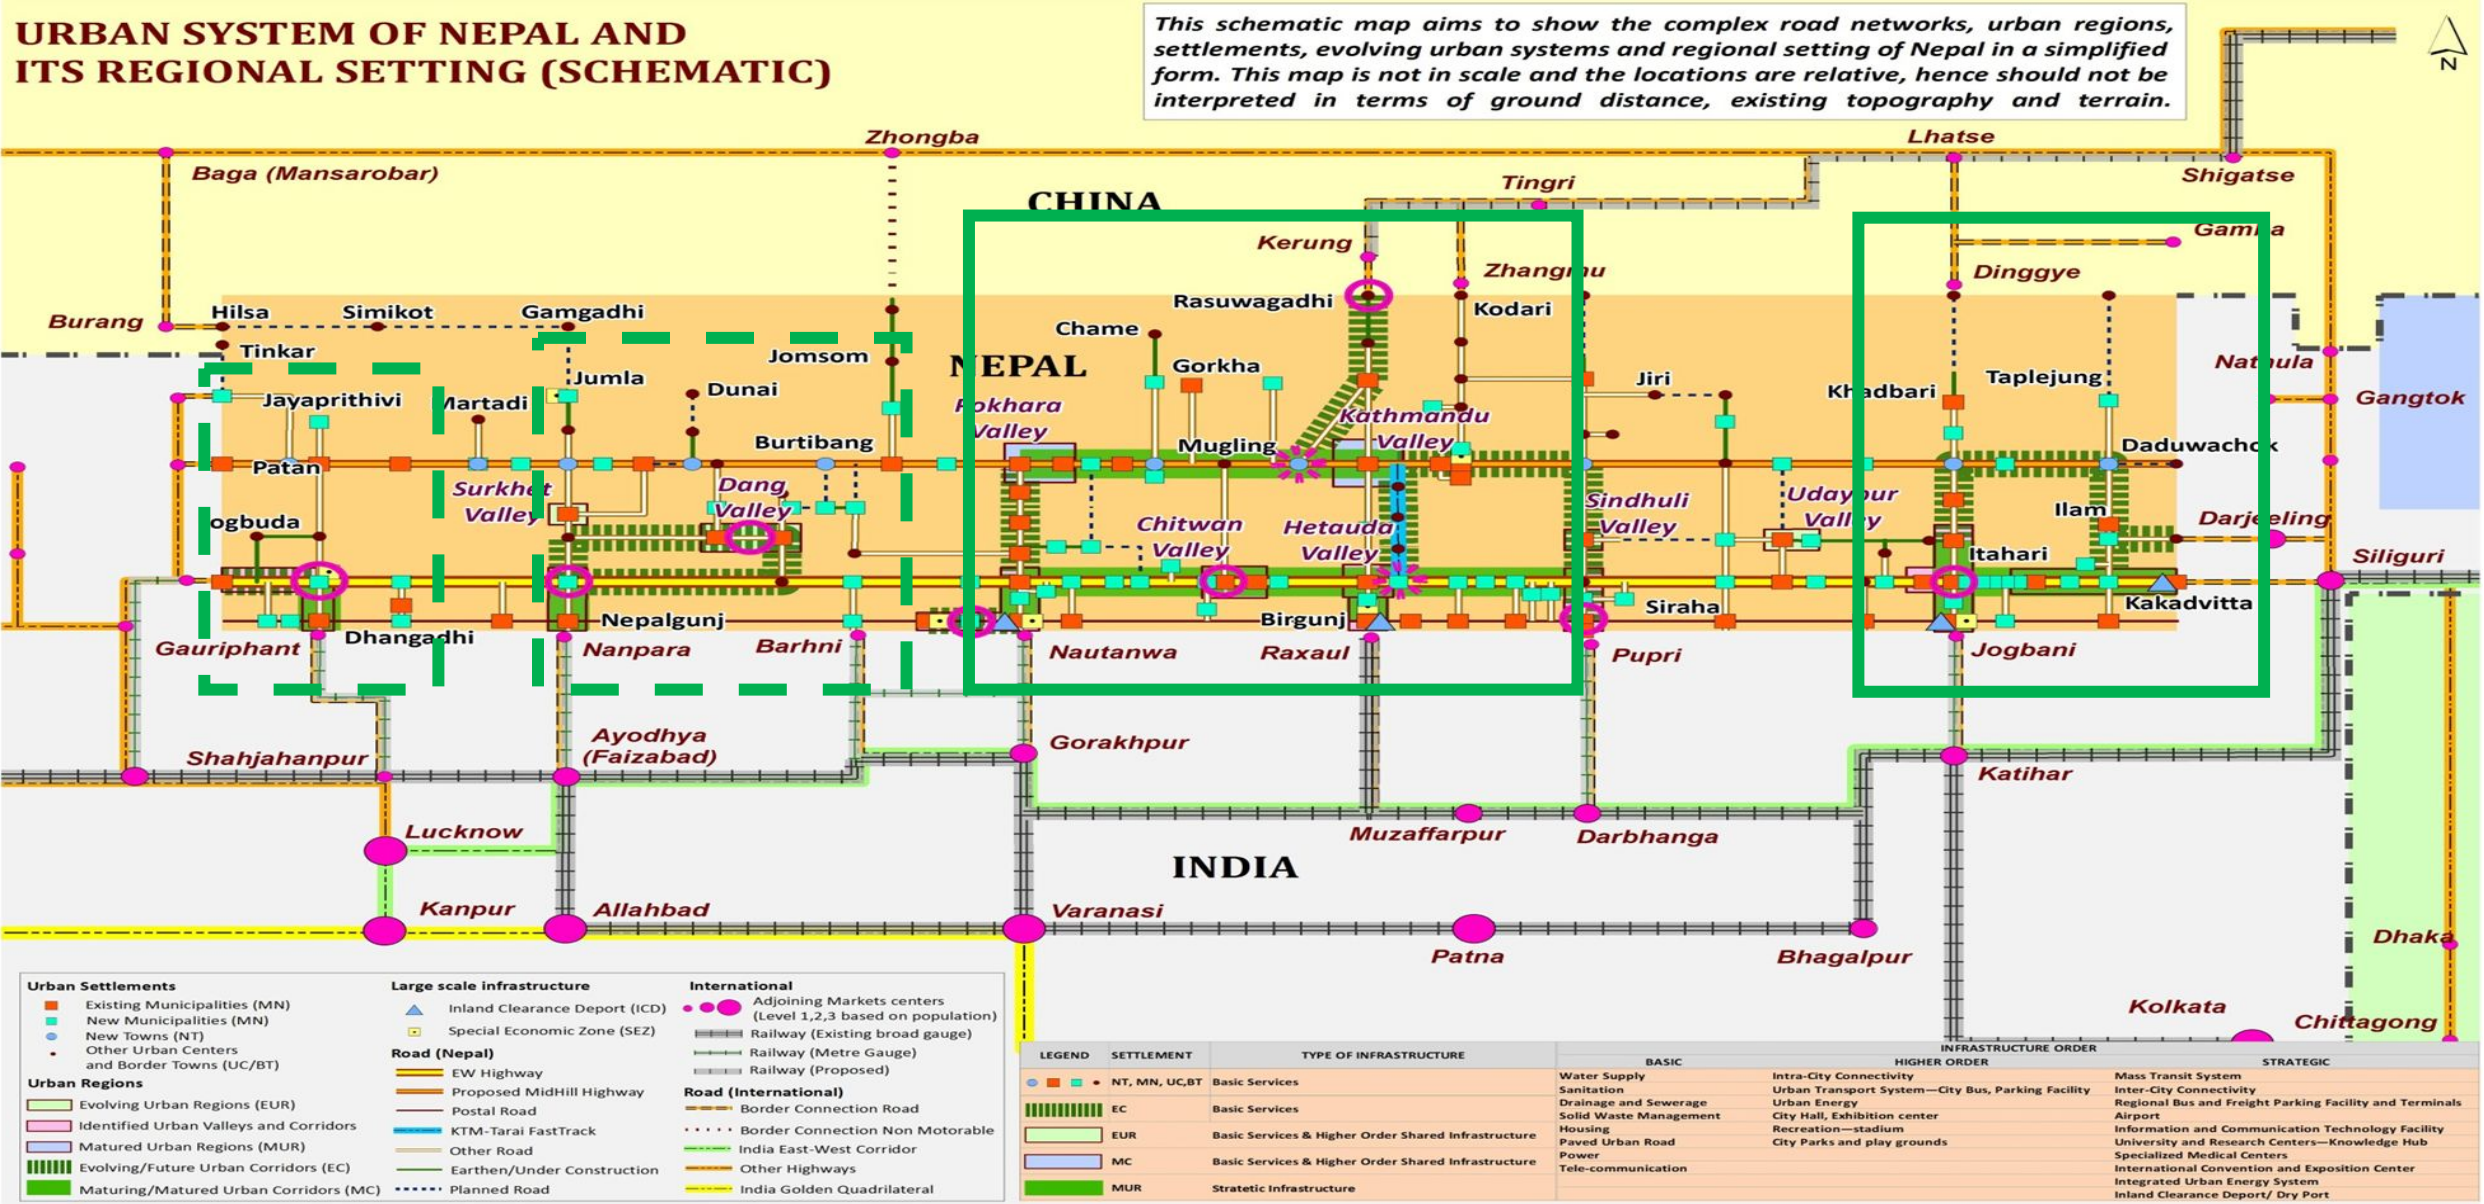 URBAN SYSTEM OF NEPAL AND
ITS REGIONAL SETTING (SCHEMATIC)
This schematic map aims to show the complex road networks, urban regions,
settlements, evolving urban systems and regional setting of Nepal in a simplified
form. This map is not in scale and the locations are relative, hence should not be
interpreted in terms of ground distance, existing topography and terrain.
N
Zhongba
Lhatse
Baga (Mansarobar)
Shigatse
Tingri
CHINA
Gamba
Kerung
Zhangmu
Dinggye
Rasuwagadhi
Kodari
Burang
Hilsa
Simikot
Gamgadhi
Chame
Tinkar
Jomsom
NEPAL
Gorkha
Nathula
Jumla
Dunai
Jiri
Khadbari
Taplejung
Gangtok
Jayaprithivi
Martadi
Pokhara
Valley
Kathmandu
Valley
Burtibang
Mugling
Daduwachok
Patan
Surkhet
Valley
Dang
Valley
Sindhuli
Valley
Udaypur
Valley
Ilam
Darjeeling
ogbuda
Chitwan
Valley
Hetauda
Valley
Itahari
Siliguri
Siraha
Kakadvitta
Dhangadhi
Nepalgunj
Birgunj
Gauriphant
Nanpara
Barhni
Nautanwa
Raxaul
Pupri
Jogbani
Shahjahanpur
Ayodhya
(Faizabad)
Gorakhpur
Katihar
Lucknow
Muzaffarpur
Darbhanga
INDIA
Kanpur
Allahbad
Varanasi
Patna
Bhagalpur
Dhaka
Kolkata
Chittagong
Urban Settlements
Existing Municipalities (MN)
New Municipalities (MN)
New Towns (NT)
Other Urban Centers
and Border Towns (UC/BT)
Urban Regions
Evolving Urban Regions (EUR)
Identified Urban Valleys and Corridors
Matured Urban Regions (MUR)
Evolving/Future Urban Corridors (EC)
Maturing/Matured Urban Corridors (MC)
Large scale infrastructure
Inland Clearance Deport (ICD)
Special Economic Zone (SEZ)
Road (Nepal)
EW Highway
Proposed MidHill Highway
Postal Road
KTM-Tarai FastTrack
Other Road
Earthen/Under Construction
Planned Road
International
Adjoining Markets centers
(Level 1,2,3 based on population)
Railway (Existing broad gauge)
Railway (Metre Gauge)
Railway (Proposed)
Road (International)
Border Connection Road
Border Connection Non Motorable
India East-West Corridor
Other Highways
India Golden Quadrilateral
LEGEND SETTLEMENT TYPE OF INFRASTRUCTURE INFRASTRUCTURE ORDER
BASIC HIGHER ORDER STRATEGIC
NT, MN, UC,BT Basic Services
EC Basic Services
EUR Basic Services & Higher Order Shared Infrastructure
MC Basic Services & Higher Order Shared Infrastructure
MUR Stratetic Infrastructure
Water Supply
Sanitation
Drainage and Sewerage
Solid Waste Management
Housing
Paved Urban Road
Power
Tele-communication
Intra-City Connectivity
Urban Transport System—City Bus, Parking Facility
Urban Energy
City Hall, Exhibition center
Recreation—stadium
City Parks and play grounds
Mass Transit System
Inter-City Connectivity
Regional Bus and Freight Parking Facility and Terminals
Airport
Information and Communication Technology Facility
University and Research Centers—Knowledge Hub
Specialized Medical Centers
International Convention and Exposition Center
Integrated Urban Energy System
Inland Clearance Deport/ Dry Port